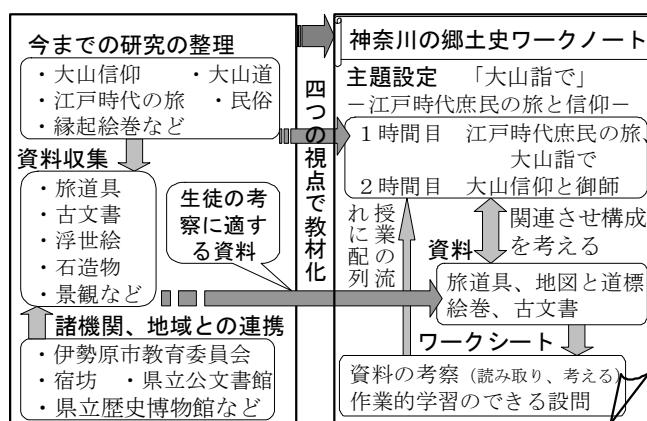 今までの研究の整理
・大山信仰 ・大山道
・江戸時代の旅 ・民俗
・縁起絵巻など
資料収集
・旅道具
・古文書
・浮世絵
・石造物
・景観など
生徒の考
察に適す
る資料
諸機関、地域との連携
・伊勢原市教育委員会
・宿坊 ・県立公文書館
・県立歴史博物館など
四つの視点で教材化
神奈川の郷土史ワークノート
主題設定 「大山詣で」
－江戸時代庶民の旅と信仰－
1時間目 江戸時代庶民の旅、
大山詣で
2時間目 大山信仰と御師
授業の流
れに配列
関連させ構成
を考える
資料
旅道具、地図と道標
絵巻、古文書
ワークシート
資料の考察（読み取り、考える）
作業的学習のできる設問